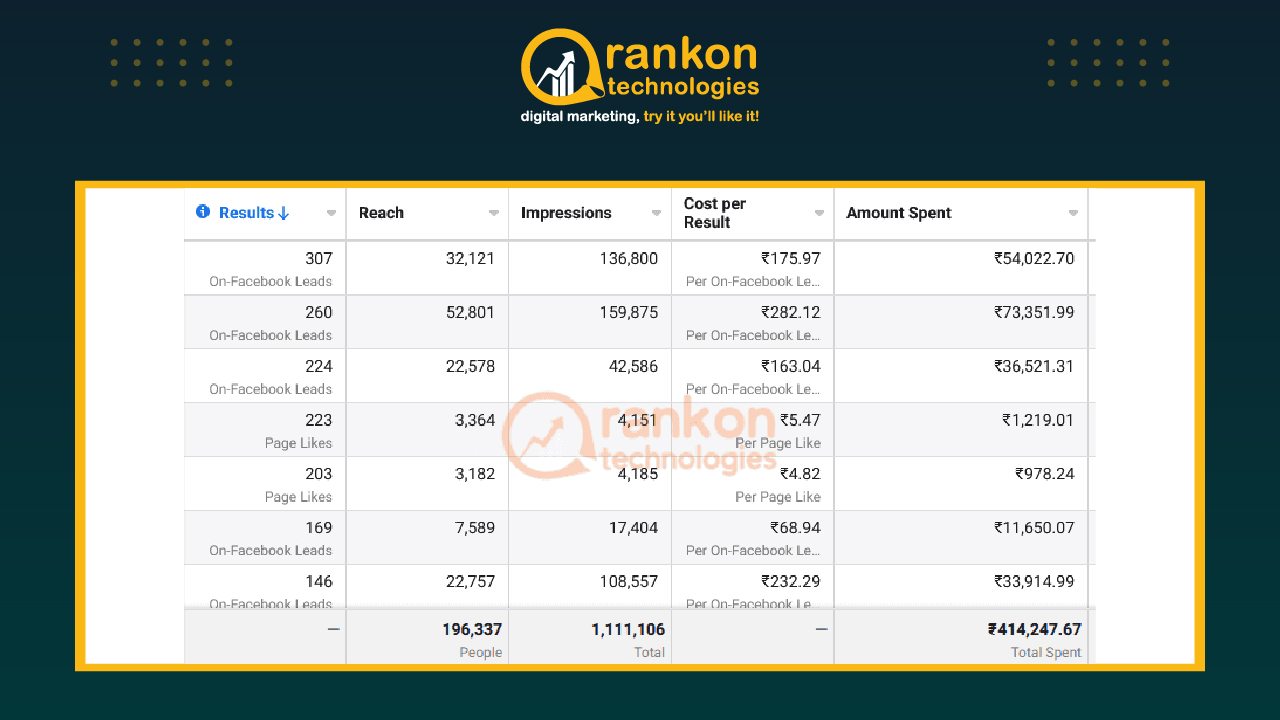 rankon
technologies
digital marketing, try it you'll like it!
Results Reach Impressions Cost per Result Amount Spent
307 32,121 136,800 ₹175.97 ₹54,022.70
On-Facebook Leads Per On-Facebook Le...
260 52,801 159,875 ₹282.12 ₹73,351.99
On-Facebook Leads Per On-Facebook Le...
224 22,578 42,586 ₹163.04 ₹36,521.31
On-Facebook Leads Per On-Facebook Le...
223 3,364 4,151 ₹5.47 ₹1,219.01
Page Likes Per Page Like
203 3,182 4,185 ₹4.82 ₹978.24
Page Likes Per Page Like
169 7,589 17,404 ₹68.94 ₹11,650.07
On-Facebook Leads Per On-Facebook Le...
146 22,757 108,557 ₹232.29 ₹33,914.99
On-Facebook Leads Per On-Facebook Le...
— 196,337 1,111,106 — ₹414,247.67
People Total Total Spent
rankon
technologies